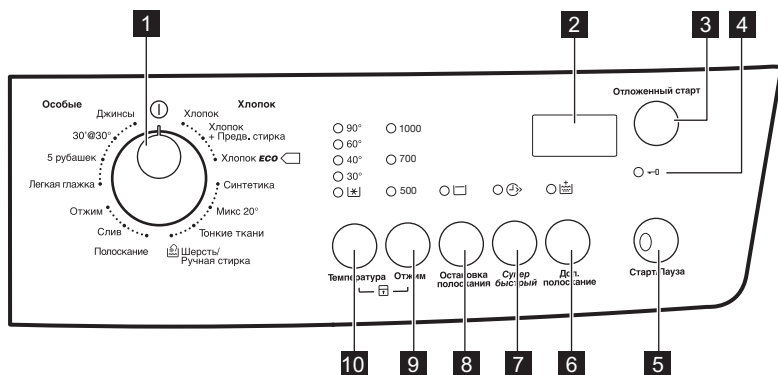 1
2
3
4
Особые
Хлопок
Отложенный старт
Джинсы
Хлопок
30'@30°
Хлопок
+ Предв. стирка
5 рубашек
Хлопок ECO
Легкая глажка
Синтетика
Отжим
Микс 20°
Слив
Тонкие ткани
Полоскание
Шерсть/
Ручная стирка
90°
1000
60°
40°
700
30°
500
Температура
Отжим
Остановка
полоскания
Супер
быстрый
Доп.
полоскание
Старт/Пауза
10
9
8
7
6
5